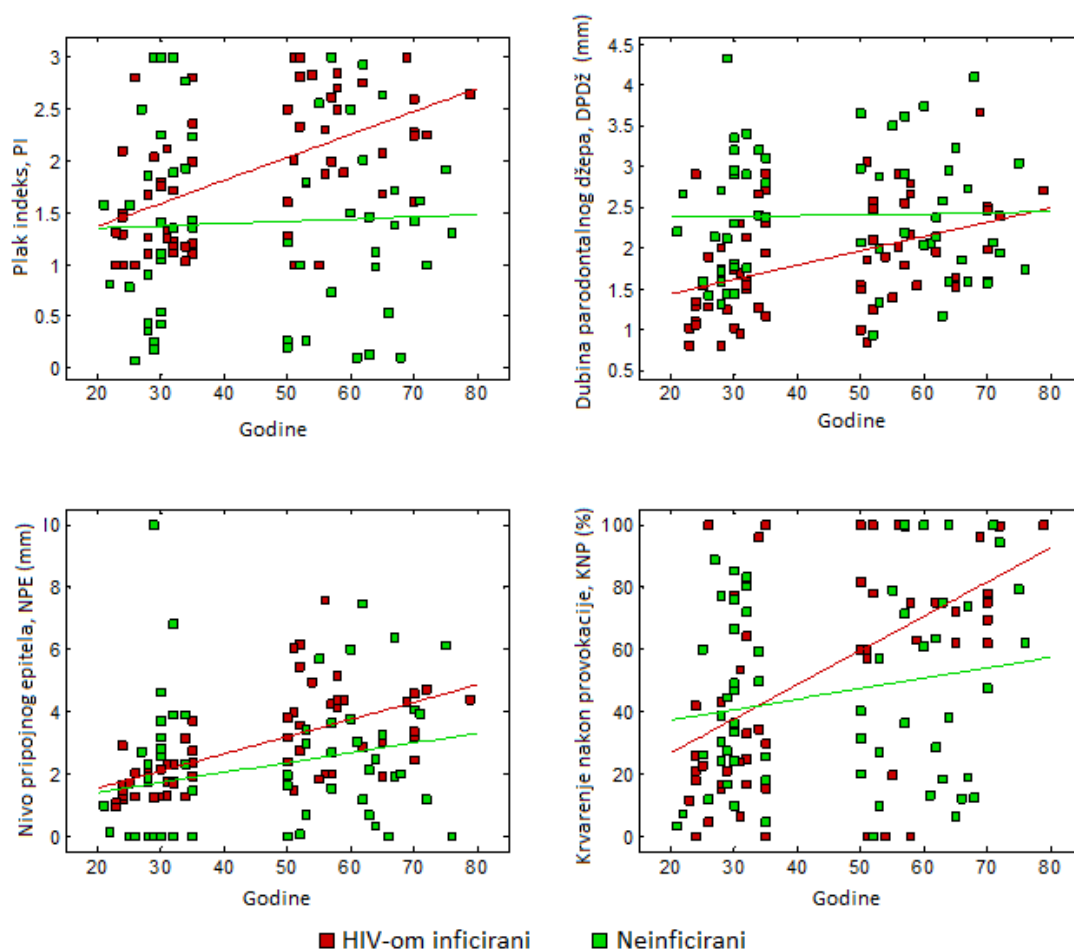 Plak indeks, PI
3
2.5
2
1.5
1
0.5
0
20 30 40 50 60 70 80
Godine
Dubina parodontalnog džepa, DPDž (mm)
4.5
4
3.5
3
2.5
2
1.5
1
0.5
20 30 40 50 60 70 80
Godine
Nivo pripojnog epitela, NPE (mm)
10
8
6
4
2
0
20 30 40 50 60 70 80
Godine
Krvarenje nakon provokacije, KNP (%)
100
80
60
40
20
0
20 30 40 50 60 70 80
Godine
HIV-om inficirani Neinficirani